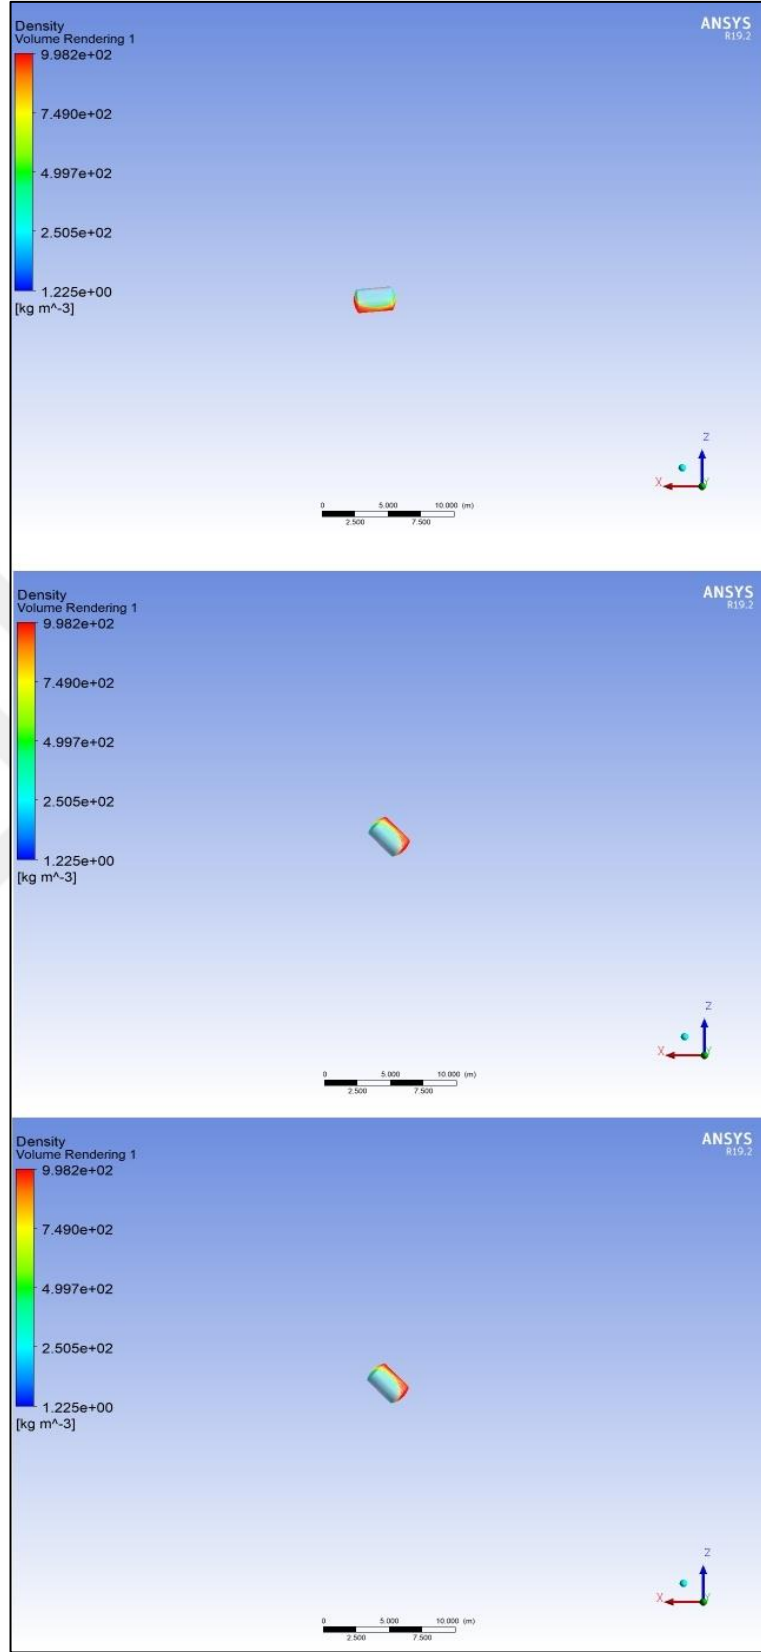 Density
Volume Rendering 1
ANSYS
R19.2
9.982e+02
7.490e+02
4.997e+02
2.505e+02
1.225e+00
[kg m^-3]
Z
X
Y
0 5.000 10.000 (m)
2.500 7.500
Density
Volume Rendering 1
ANSYS
R19.2
9.982e+02
7.490e+02
4.997e+02
2.505e+02
1.225e+00
[kg m^-3]
Z
X
Y
0 5.000 10.000 (m)
2.500 7.500
Density
Volume Rendering 1
ANSYS
R19.2
9.982e+02
7.490e+02
4.997e+02
2.505e+02
1.225e+00
[kg m^-3]
Z
X
Y
0 5.000 10.000 (m)
2.500 7.500